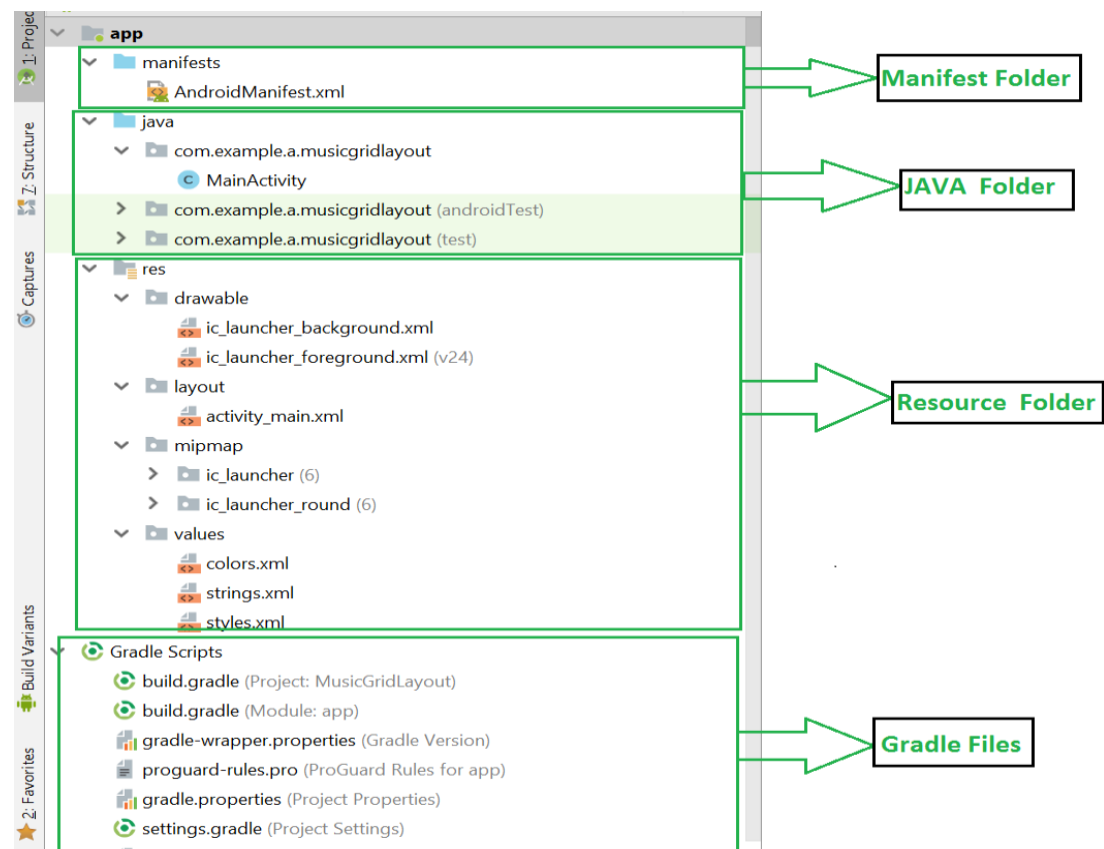 1: Projec
app
manifests
AndroidManifest.xml
Manifest Folder
java
com.example.a.musicgridlayout
MainActivity
com.example.a.musicgridlayout (androidTest)
com.example.a.musicgridlayout (test)
JAVA Folder
Z: Structure
Captures
res
drawable
ic_launcher_background.xml
ic_launcher_foreground.xml (v24)
layout
activity_main.xml
mipmap
ic_launcher (6)
ic_launcher_round (6)
values
colors.xml
strings.xml
styles.xml
Resource Folder
Build Variants
2: Favorites
Gradle Scripts
build.gradle (Project: MusicGridLayout)
build.gradle (Module: app)
gradle-wrapper.properties (Gradle Version)
proguard-rules.pro (ProGuard Rules for app)
gradle.properties (Project Properties)
settings.gradle (Project Settings)
Gradle Files